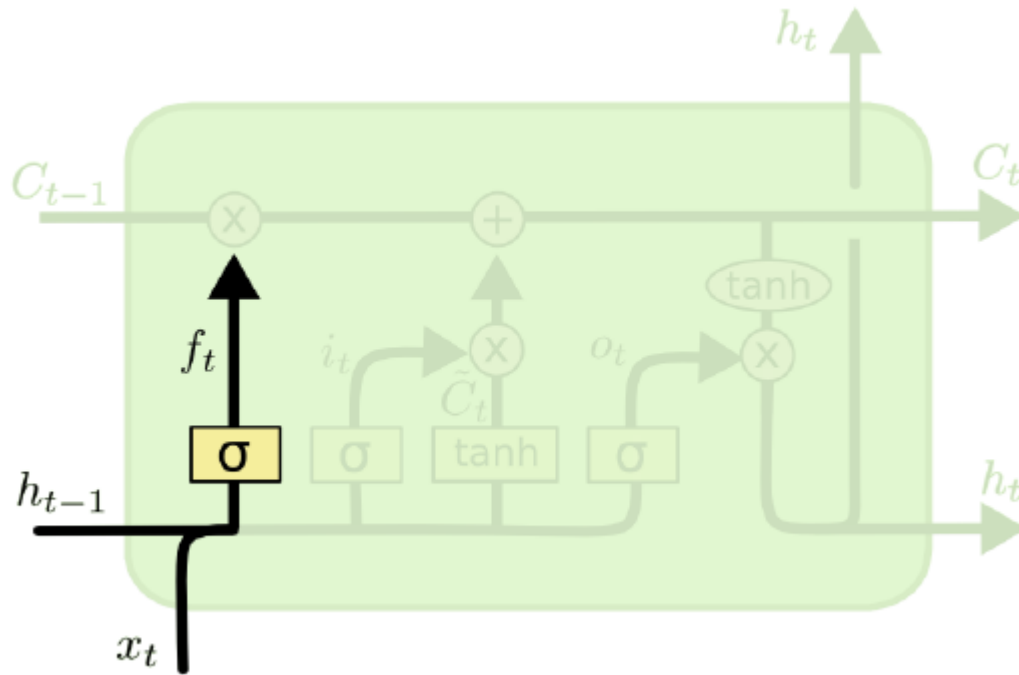 h_t
C_{t-1}
C_t
x
+
tanh
f_t
i_t
x
o_t
x
C̃_t
σ
σ
tanh
σ
h_{t-1}
h_t
x_t